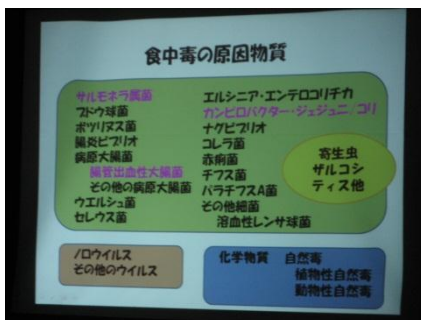 食中毒の原因物質
サルモネラ属菌
ブドウ球菌
ボツリヌス菌
腸炎ビブリオ
病原大腸菌
腸管出血性大腸菌
その他の病原大腸菌
ウエルシュ菌
セレウス菌
エルシニア・エンテロコリチカ
カンピロバクター・ジェジュニ/コリ
ナグビブリオ
コレラ菌
赤痢菌
チフス菌
パラチフスA菌
その他細菌
溶血性レンサ球菌
寄生虫
ザルコシ
ティス他
ノロウイルス
その他のウイルス
化学物質 自然毒
植物性自然毒
動物性自然毒